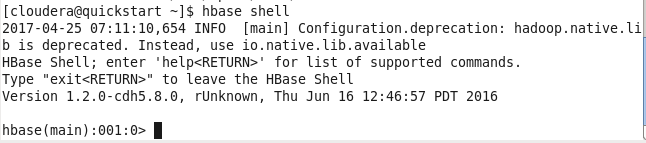 [cloudera@quickstart ~]$ hbase shell
2017-04-25 07:11:10,654 INFO  [main] Configuration.deprecation: hadoop.native.li
b is deprecated. Instead, use io.native.lib.available
HBase Shell; enter 'help<RETURN>' for list of supported commands.
Type "exit<RETURN>" to leave the HBase Shell
Version 1.2.0-cdh5.8.0, rUnknown, Thu Jun 16 12:46:57 PDT 2016
hbase(main):001:0>